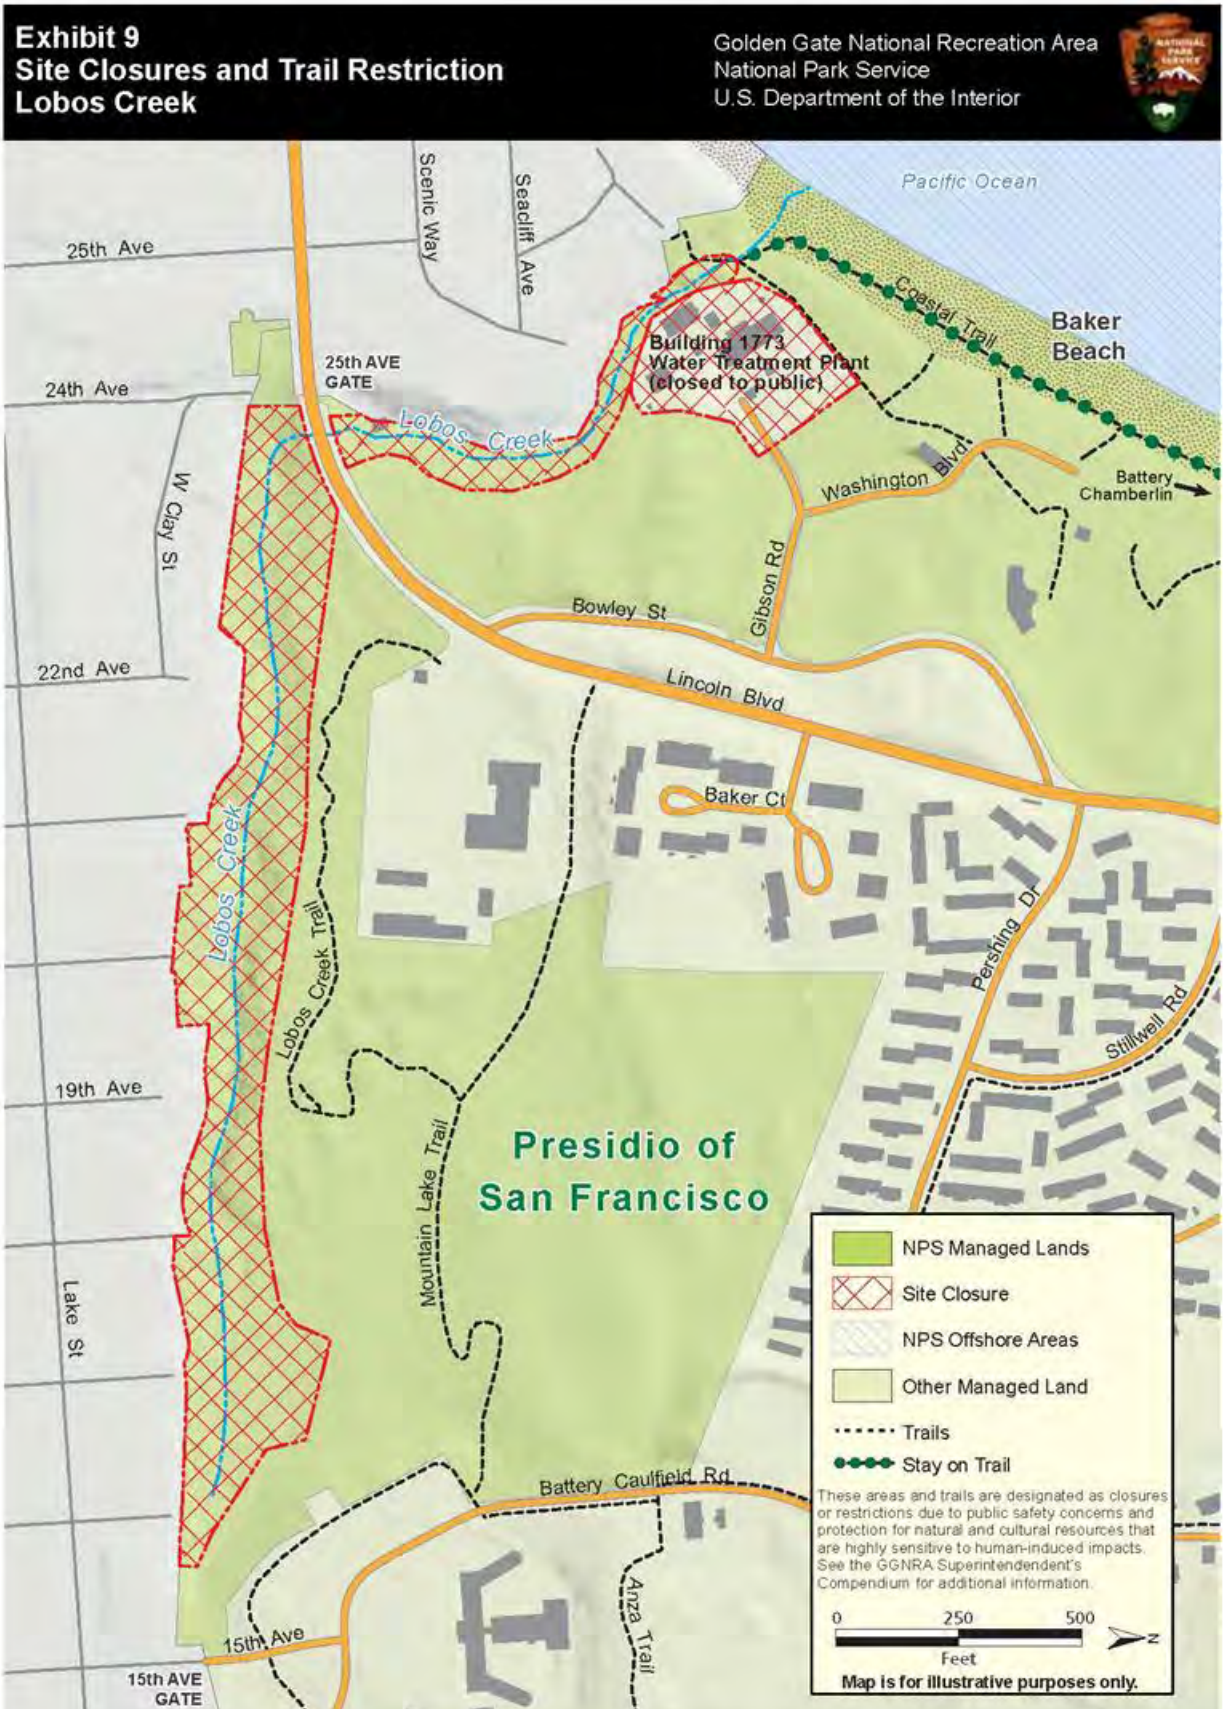 Exhibit 9
Site Closures and Trail Restriction
Lobos Creek
Golden Gate National Recreation Area
National Park Service
U.S. Department of the Interior
NATIONAL
PARK
SERVICE
Pacific Ocean
Scenic Way
Seacliff Ave
25th Ave
Coastal Trail
Baker
Beach
Building 1773
Water Treatment Plant
(closed to public)
25th AVE
GATE
24th Ave
Lobos Creek
Washington Blvd
Battery
Chamberlin
W Clay St
Gibson Rd
Bowley St
22nd Ave
Lincoln Blvd
Baker Ct
Lobos Creek
Pershing Dr
Lobos Creek Trail
Stillwell Rd
19th Ave
Mountain Lake Trail
Presidio of
San Francisco
Lake St
NPS Managed Lands
Site Closure
NPS Offshore Areas
Other Managed Land
Trails
Stay on Trail
These areas and trails are designated as closures
or restrictions due to public safety concerns and
protection for natural and cultural resources that
are highly sensitive to human-induced impacts.
See the GGNRA Superintendendent's
Compendium for additional information.
0 250 500
Feet
N
Map is for illustrative purposes only.
Battery Caulfield Rd
Anza Trail
15th Ave
15th AVE
GATE